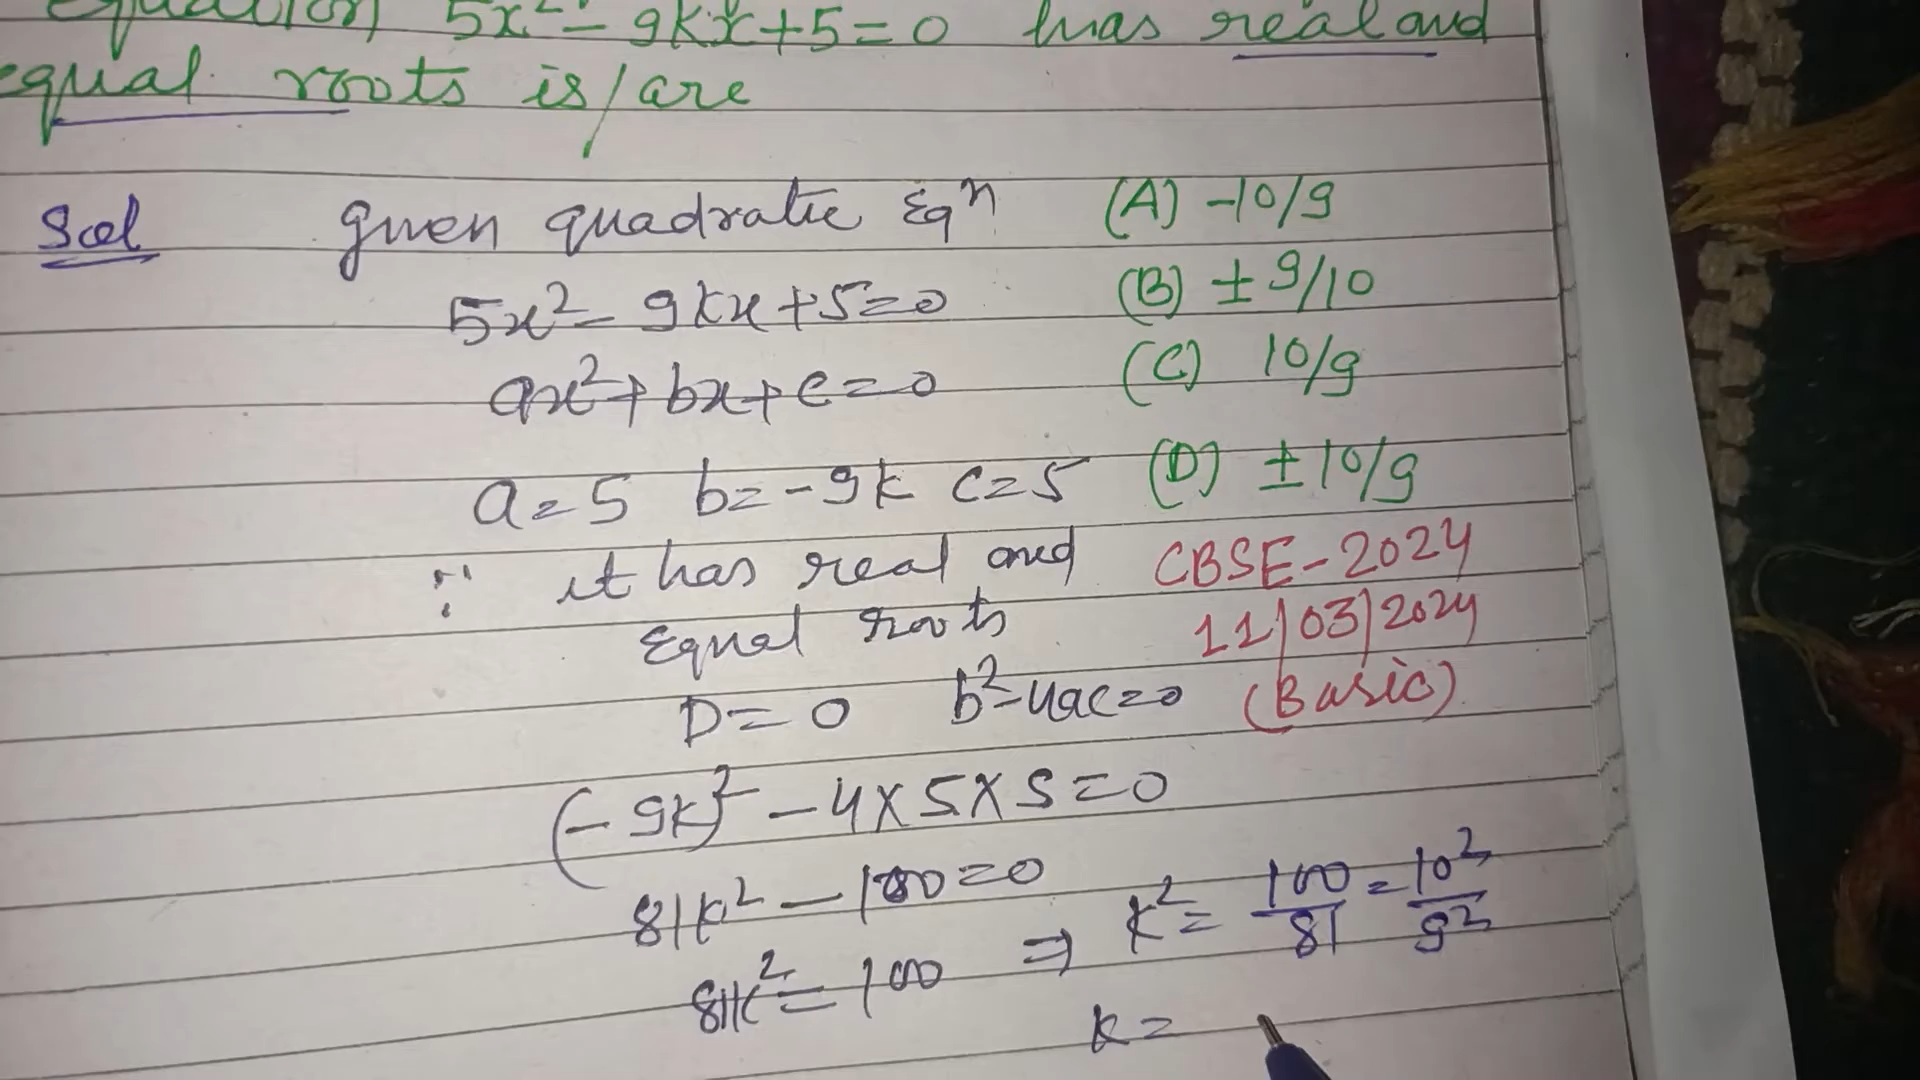 equation 5x² - 9kx + 5 = 0 has real and
equal roots is/are
Sol given quadratic Eqⁿ (A) -10/9
5x² - 9kx + 5 = 0 (B) ± 9/10
ax² + bx + c = 0 (C) 10/9
a = 5 b = -9k c = 5 (D) ± 10/9
∵ it has real and CBSE-2024
Equal roots 11/03/2024
D = 0 b² - 4ac = 0 (Basic)
(-9k)² - 4 × 5 × 5 = 0
81k² - 100 = 0
81k² = 100 ⇒ k² = 100/81 = 10²/9²
k =